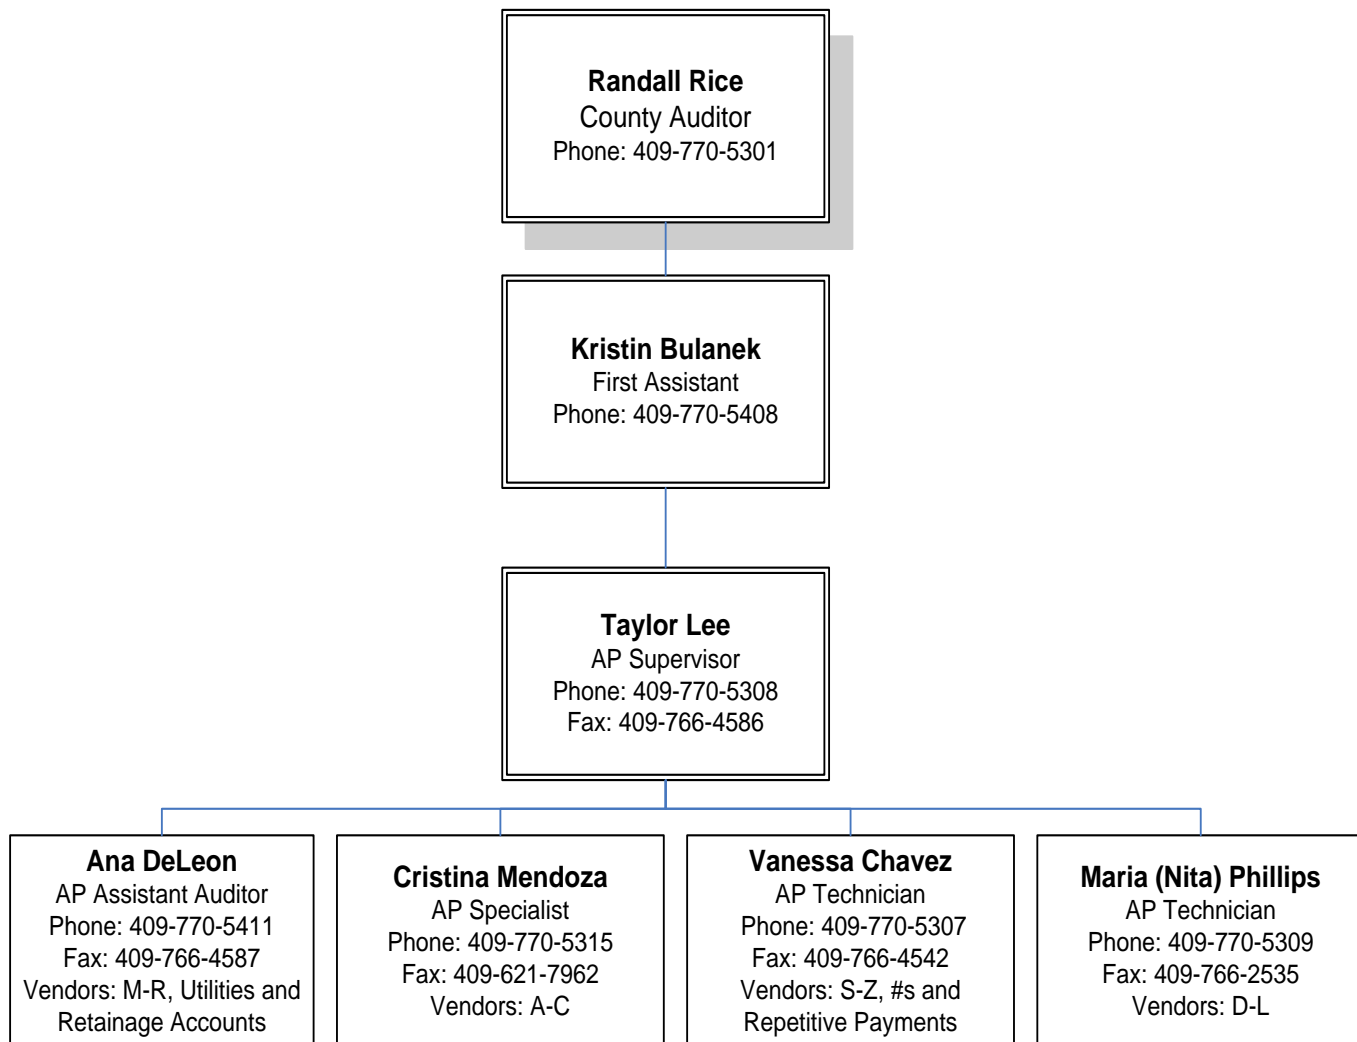 Randall Rice
County Auditor
Phone: 409-770-5301
Kristin Bulanek
First Assistant
Phone: 409-770-5408
Taylor Lee
AP Supervisor
Phone: 409-770-5308
Fax: 409-766-4586
Ana DeLeon
AP Assistant Auditor
Phone: 409-770-5411
Fax: 409-766-4587
Vendors: M-R, Utilities and
Retainage Accounts
Cristina Mendoza
AP Specialist
Phone: 409-770-5315
Fax: 409-621-7962
Vendors: A-C
Vanessa Chavez
AP Technician
Phone: 409-770-5307
Fax: 409-766-4542
Vendors: S-Z, #s and
Repetitive Payments
Maria (Nita) Phillips
AP Technician
Phone: 409-770-5309
Fax: 409-766-2535
Vendors: D-L